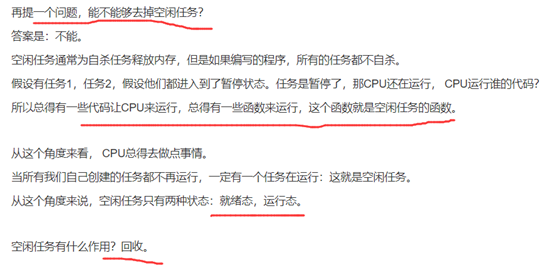 再提一个问题，能不能够去掉空闲任务？
答案是：不能。
空闲任务通常为自杀任务释放内存，但是如果编写的程序，所有的任务都不自杀。
假设有任务1，任务2，假设他们都进入到了暂停状态。任务是暂停了，那CPU还在运行， CPU运行谁的代码？
所以总得有一些代码让CPU来运行，总得有一些函数来运行，这个函数就是空闲任务的函数。
从这个角度来看， CPU总得去做点事情。
当所有我们自己创建的任务都不再运行，一定有一个任务在运行：这就是空闲任务。
从这个角度来说，空闲任务只有两种状态：就绪态，运行态。
空闲任务有什么作用？回收。